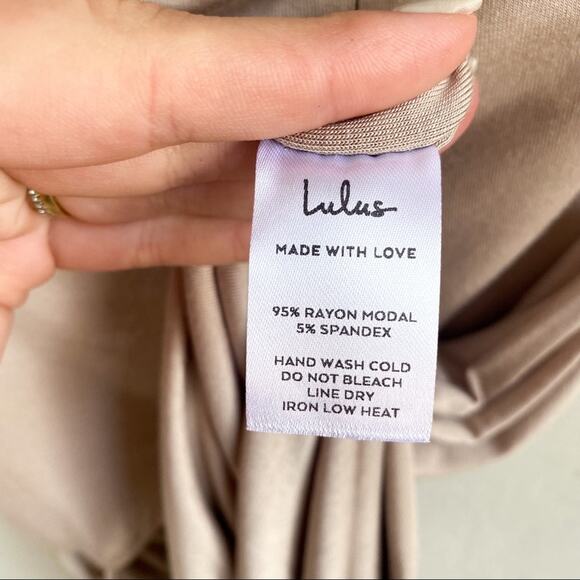 Lulus
MADE WITH LOVE
95% RAYON MODAL
5% SPANDEX
HAND WASH COLD
DO NOT BLEACH
LINE DRY
IRON LOW HEAT